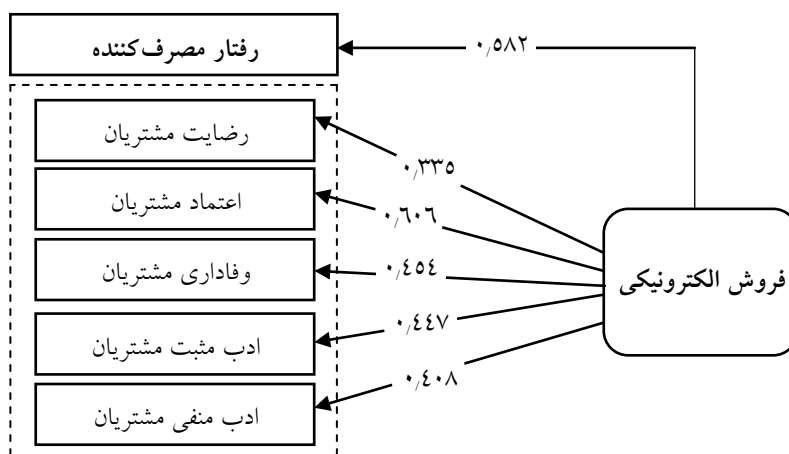 رفتار مصرف‌کننده
۰٫۵۸۲
رضایت مشتریان
۰٫۳۳۵
اعتماد مشتریان
۰٫۶۰۶
وفاداری مشتریان
۰٫۴۵۴
فروش الکترونیکی
ادب مثبت مشتریان
۰٫۴۴۷
ادب منفی مشتریان
۰٫۴۰۸